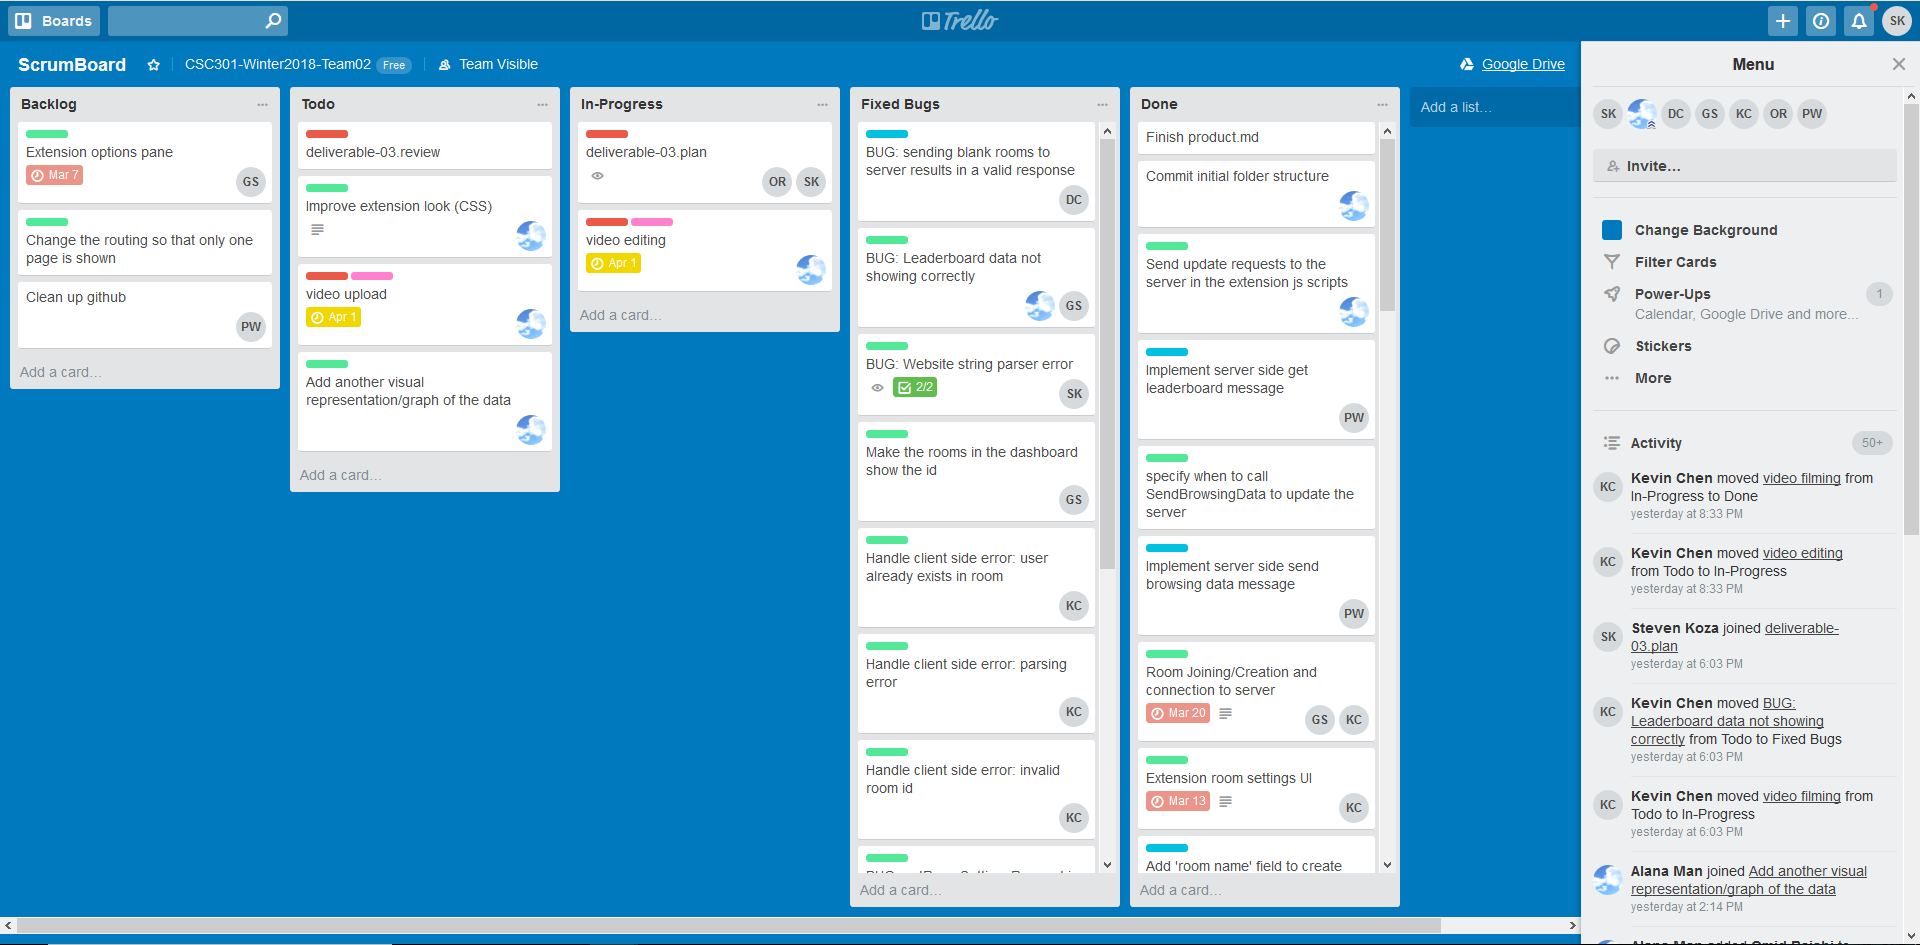 Boards
Trello
SK
ScrumBoard
CSC301-Winter2018-Team02 Free
Team Visible
Google Drive
Backlog
Extension options pane
Mar 7
GS
Change the routing so that only one
page is shown
Clean up github
PW
Add a card...
Todo
deliverable-03.review
Improve extension look (CSS)
video upload
Apr 1
Add another visual
representation/graph of the data
Add a card...
In-Progress
deliverable-03.plan
OR SK
video editing
Apr 1
Add a card...
Fixed Bugs
BUG: sending blank rooms to
server results in a valid response
DC
BUG: Leaderboard data not
showing correctly
GS
BUG: Website string parser error
2/2
SK
Make the rooms in the dashboard
show the id
GS
Handle client side error: user
already exists in room
KC
Handle client side error: parsing
error
KC
Handle client side error: invalid
room id
KC
Add a card...
Done
Finish product.md
Commit initial folder structure
Send update requests to the
server in the extension js scripts
Implement server side get
leaderboard message
PW
specify when to call
SendBrowsingData to update the
server
Implement server side send
browsing data message
PW
Room Joining/Creation and
connection to server
Mar 20
GS KC
Extension room settings UI
Mar 13
KC
Add 'room name' field to create
Add a card...
Add a list...
Menu
SK DC GS KC OR PW
Invite...
Change Background
Filter Cards
Power-Ups 1
Calendar, Google Drive and more...
Stickers
More
Activity 50+
KC
Kevin Chen moved video filming from
In-Progress to Done
yesterday at 8:33 PM
KC
Kevin Chen moved video editing
from Todo to In-Progress
yesterday at 8:33 PM
SK
Steven Koza joined deliverable-
03.plan
yesterday at 6:03 PM
KC
Kevin Chen moved BUG:
Leaderboard data not showing
correctly from Todo to Fixed Bugs
yesterday at 6:03 PM
KC
Kevin Chen moved video filming from
Todo to In-Progress
yesterday at 6:03 PM
Alana Man joined Add another visual
representation/graph of the data
yesterday at 2:14 PM